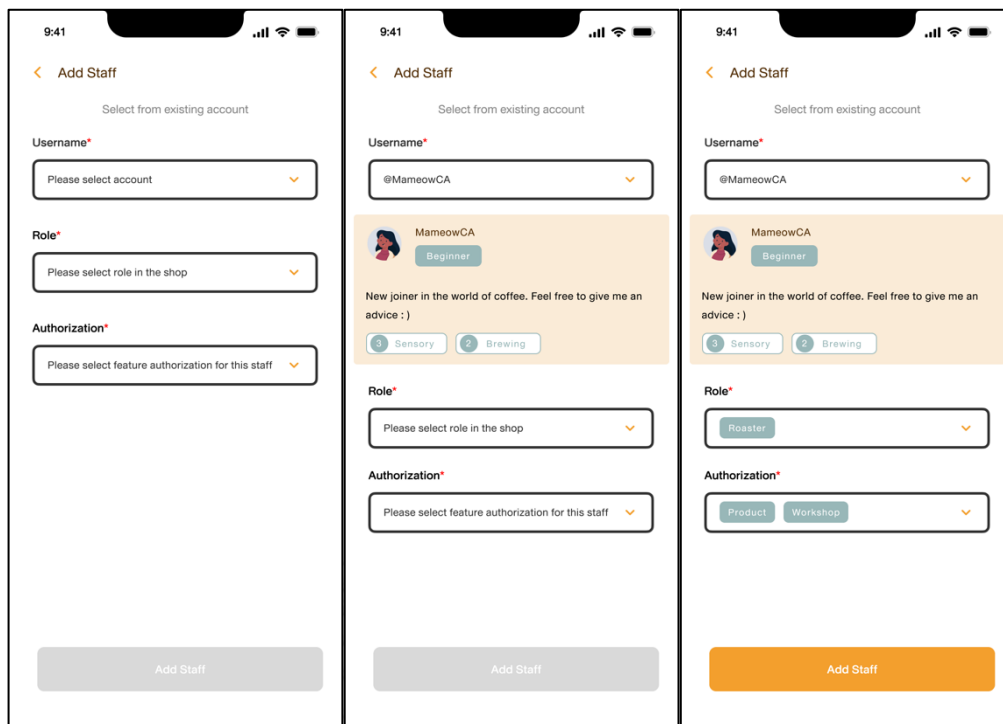 9:41
Add Staff
Select from existing account
Username*
Please select account
Role*
Please select role in the shop
Authorization*
Please select feature authorization for this staff
Add Staff
9:41
Add Staff
Select from existing account
Username*
@MameowCA
MameowCA
Beginner
New joiner in the world of coffee. Feel free to give me an
advice : )
3 Sensory 2 Brewing
Role*
Please select role in the shop
Authorization*
Please select feature authorization for this staff
Add Staff
9:41
Add Staff
Select from existing account
Username*
@MameowCA
MameowCA
Beginner
New joiner in the world of coffee. Feel free to give me an
advice : )
3 Sensory 2 Brewing
Role*
Roaster
Authorization*
Product Workshop
Add Staff